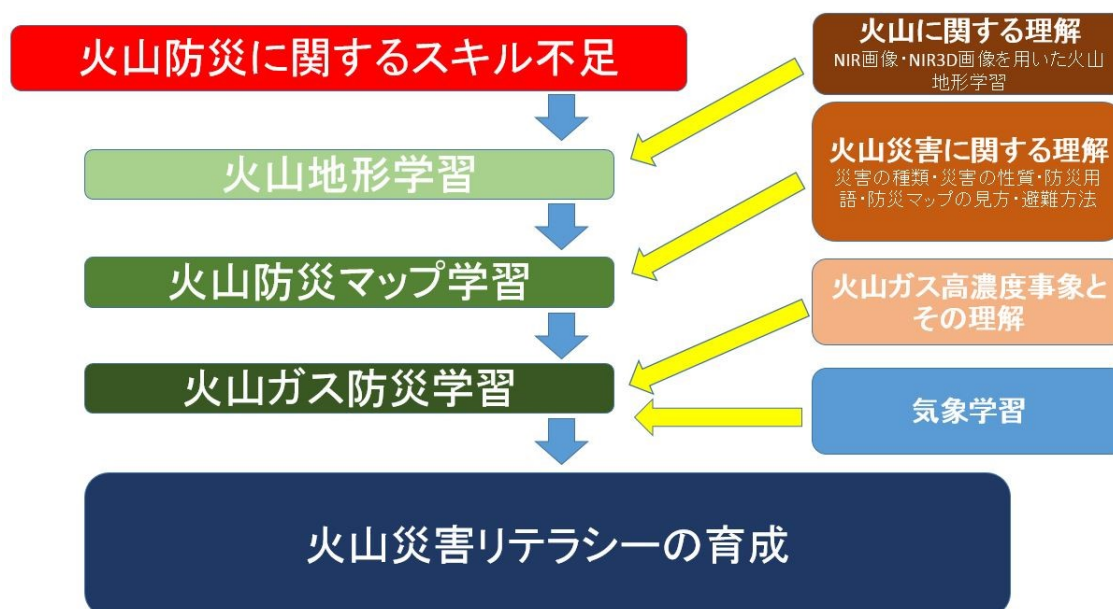 火山防災に関するスキル不足
火山地形学習
火山防災マップ学習
火山ガス防災学習
火山災害リテラシーの育成
火山に関する理解
NIR画像・NIR3D画像を用いた火山
地形学習
火山災害に関する理解
災害の種類・災害の性質・防災用
語・防災マップの見方・避難方法
火山ガス高濃度事象と
その理解
気象学習